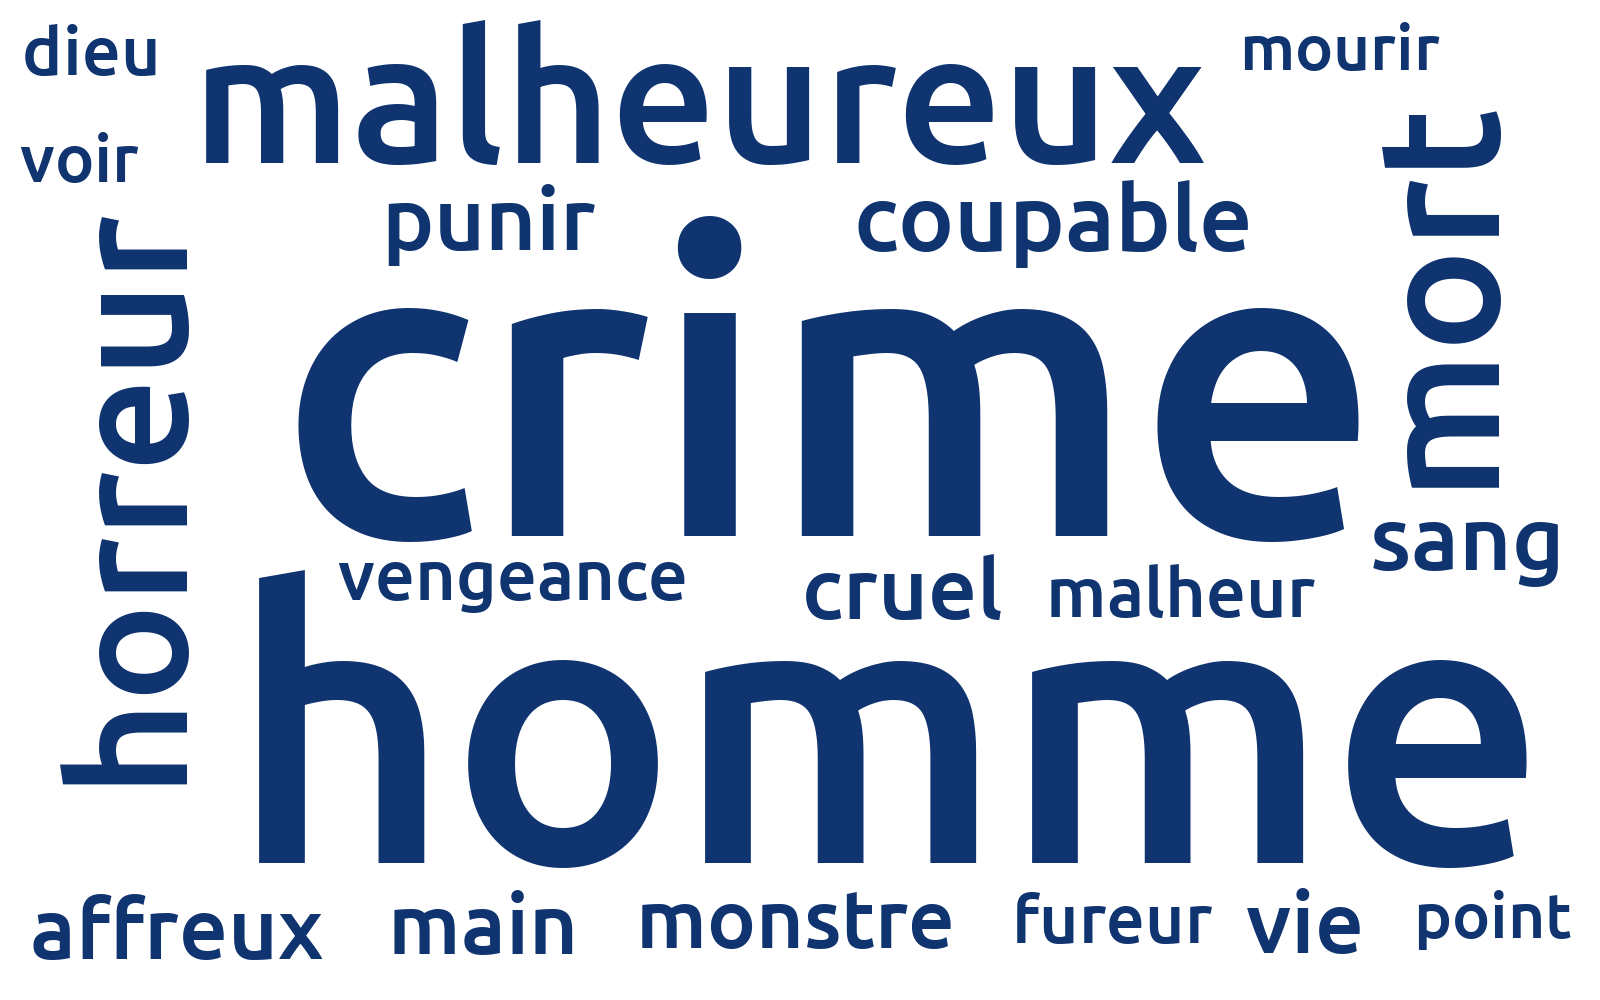 dieu
malheureux
mourir
voir
mort
punir
coupable
horreur
crime
sang
vengeance
cruel
malheur
homme
affreux
main
monstre
fureur
vie
point